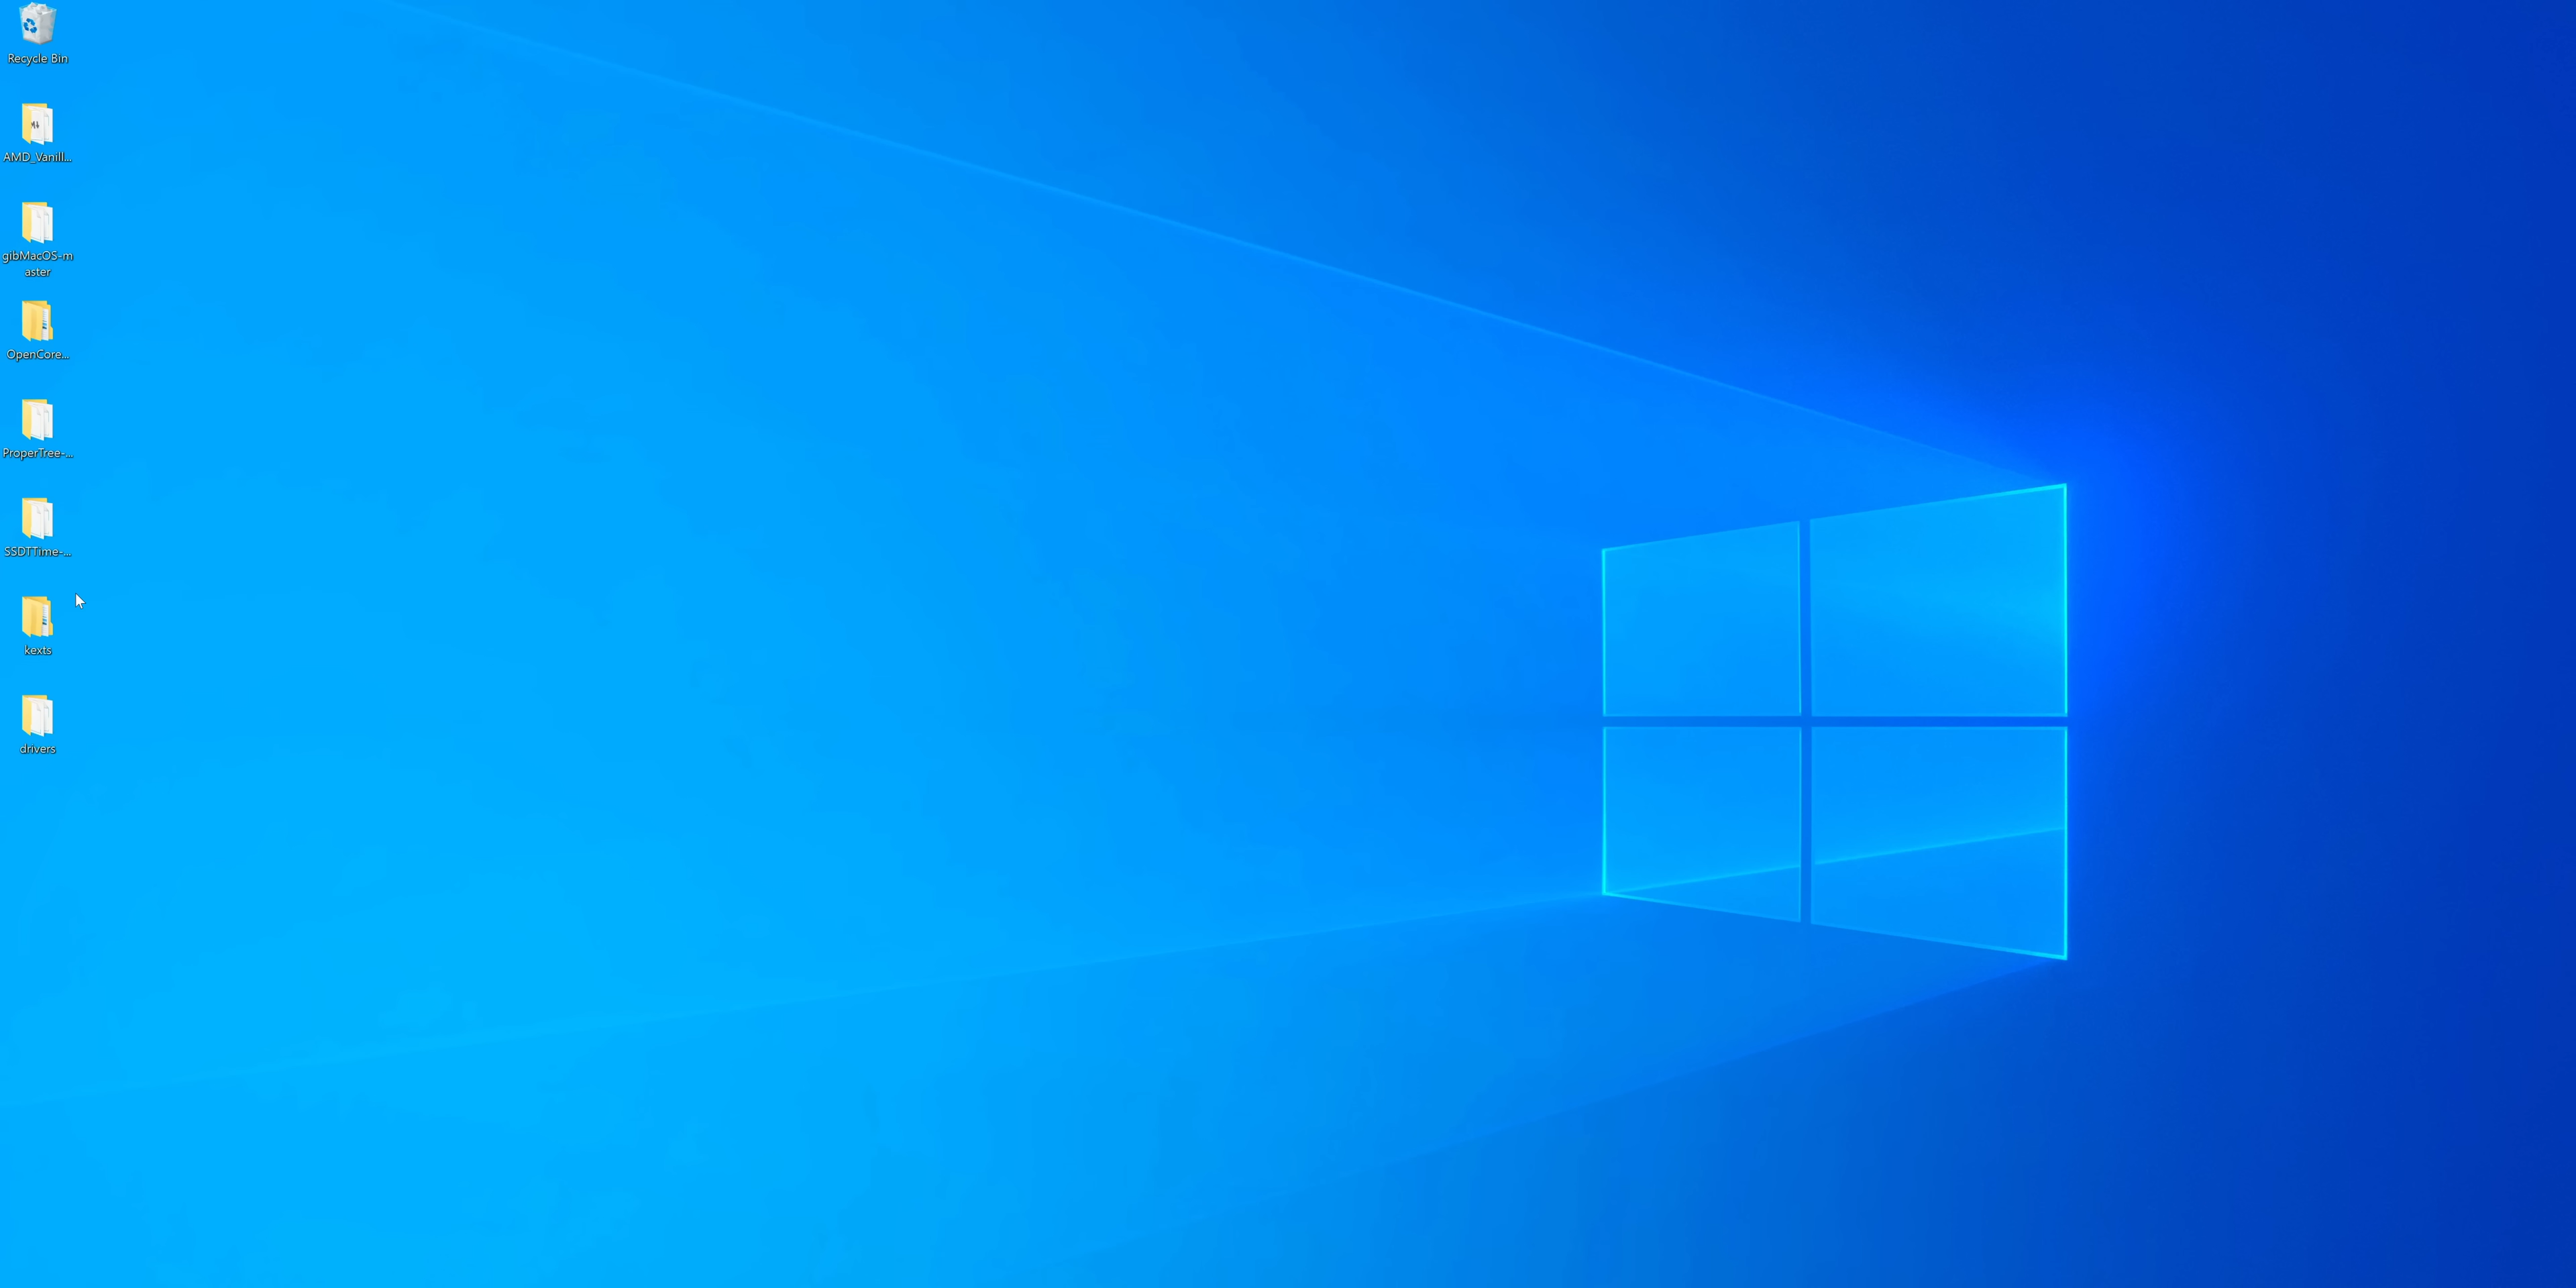 Recycle Bin
AMD_Vanill...
gibMacOS-m
aster
OpenCore...
ProperTree-...
SSDTTime-...
kexts
drivers